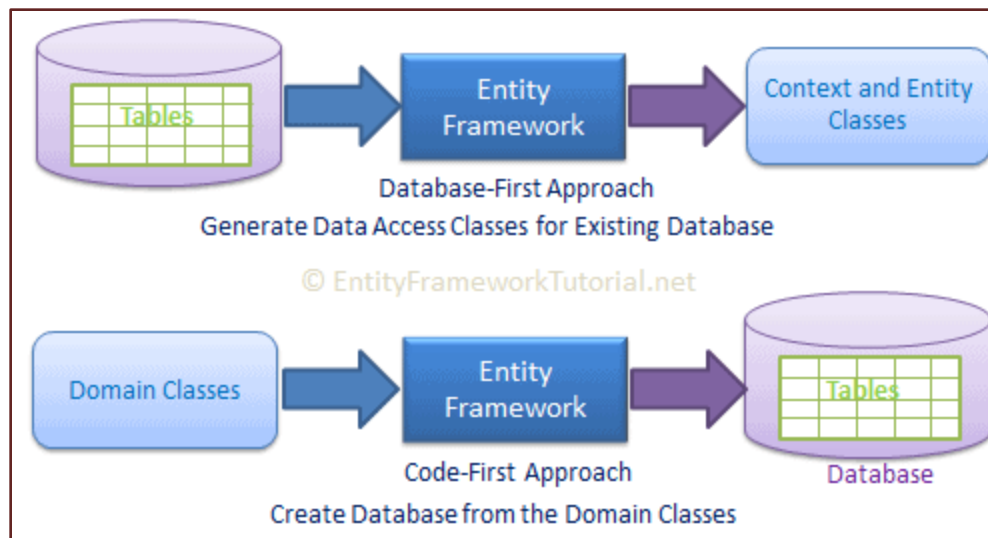 Tables
Entity
Framework
Context and Entity
Classes
Database-First Approach
Generate Data Access Classes for Existing Database
© EntityFrameworkTutorial.net
Domain Classes
Entity
Framework
Tables
Database
Code-First Approach
Create Database from the Domain Classes